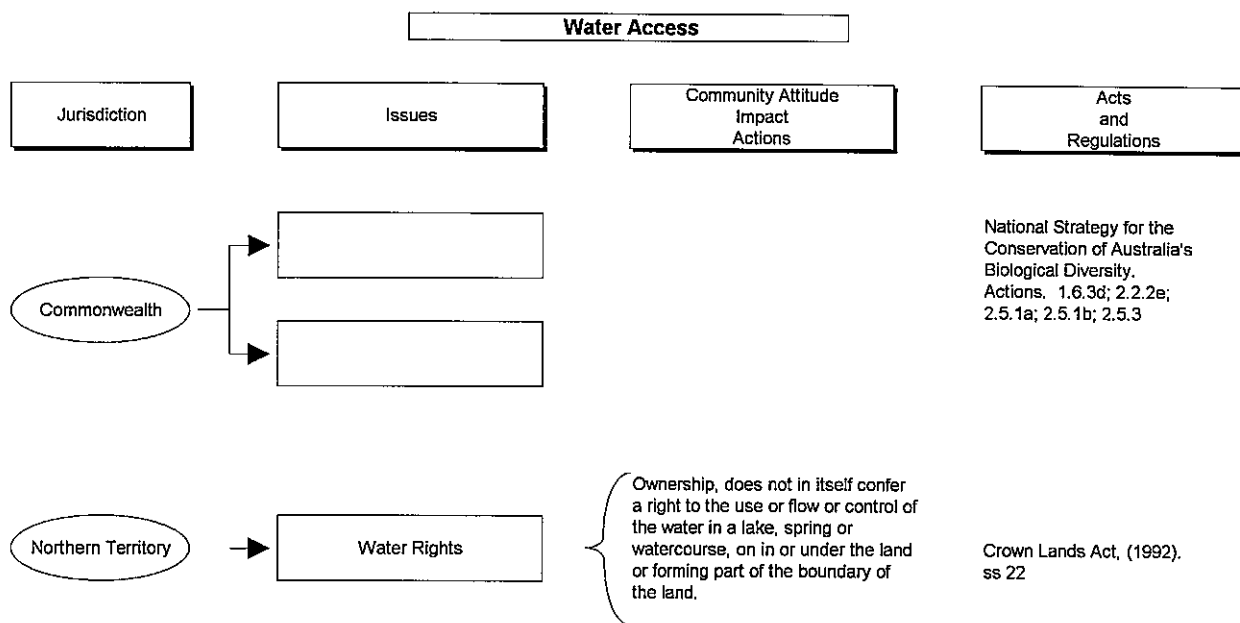 Water Access
Jurisdiction
Issues
Community Attitude
Impact
Actions
Acts
and
Regulations
Commonwealth
National Strategy for the
Conservation of Australia's
Biological Diversity.
Actions. 1.6.3d; 2.2.2e;
2.5.1a; 2.5.1b; 2.5.3
Northern Territory
Water Rights
Ownership, does not in itself confer
a right to the use or flow or control of
the water in a lake, spring or
watercourse, on in or under the land
or forming part of the boundary of
the land.
Crown Lands Act, (1992).
ss 22